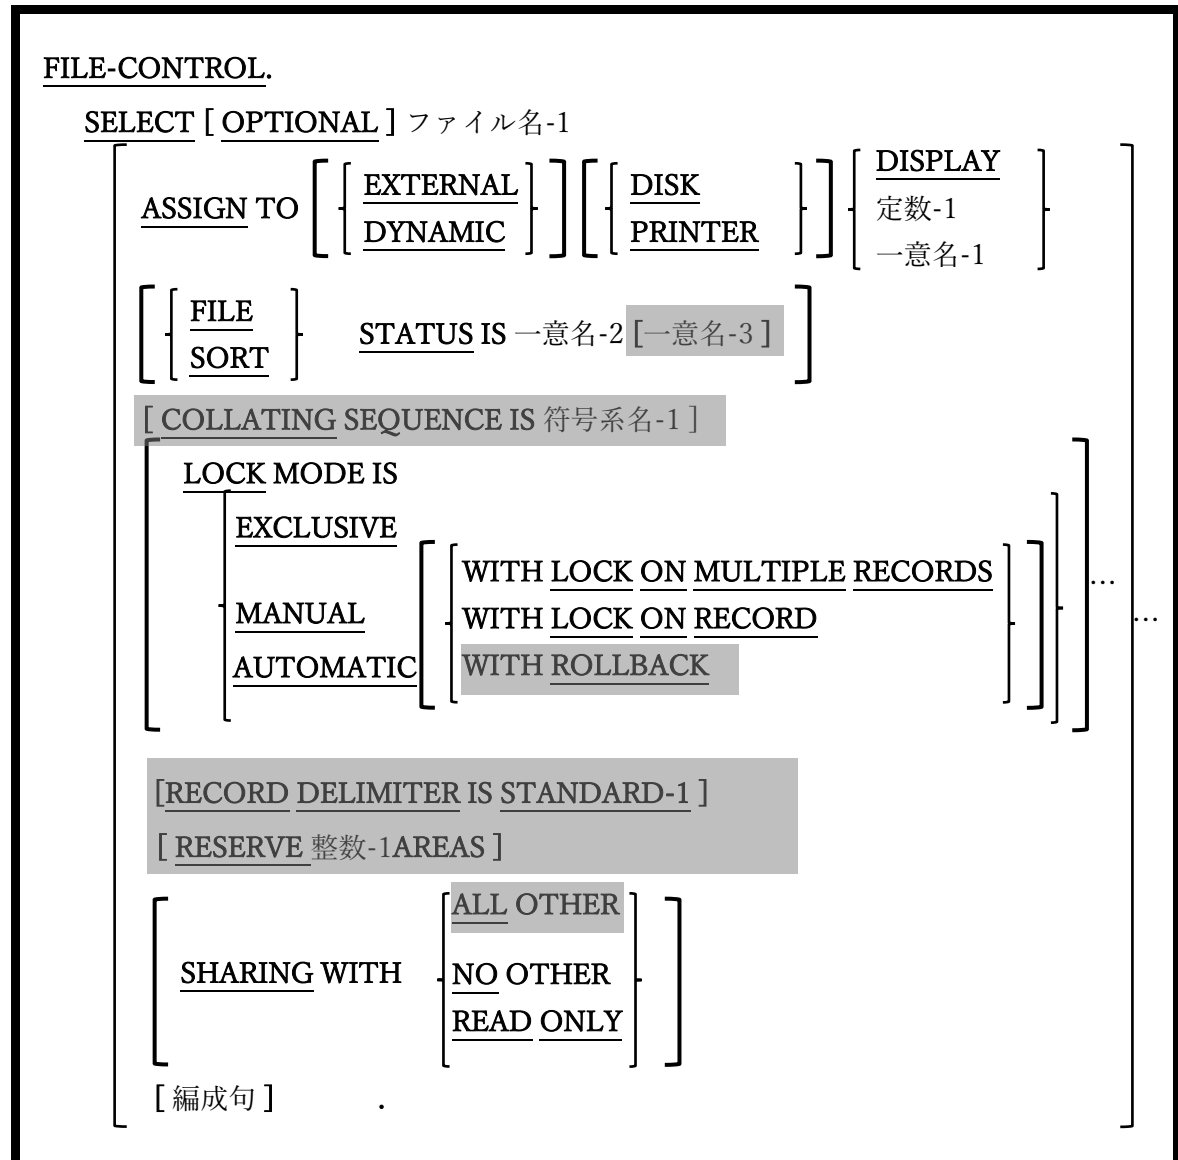 FILE-CONTROL.
SELECT [ OPTIONAL ] ファイル名-1
ASSIGN TO EXTERNAL DYNAMIC DISK PRINTER DISPLAY 定数-1 一意名-1
FILE SORT STATUS IS 一意名-2 [一意名-3 ]
[ COLLATING SEQUENCE IS 符号系名-1 ]
LOCK MODE IS
EXCLUSIVE
MANUAL
AUTOMATIC
WITH LOCK ON MULTIPLE RECORDS
WITH LOCK ON RECORD
WITH ROLLBACK
…
…
[RECORD DELIMITER IS STANDARD-1 ]
[ RESERVE 整数-1AREAS ]
SHARING WITH
ALL OTHER
NO OTHER
READ ONLY
[ 編成句 ] .